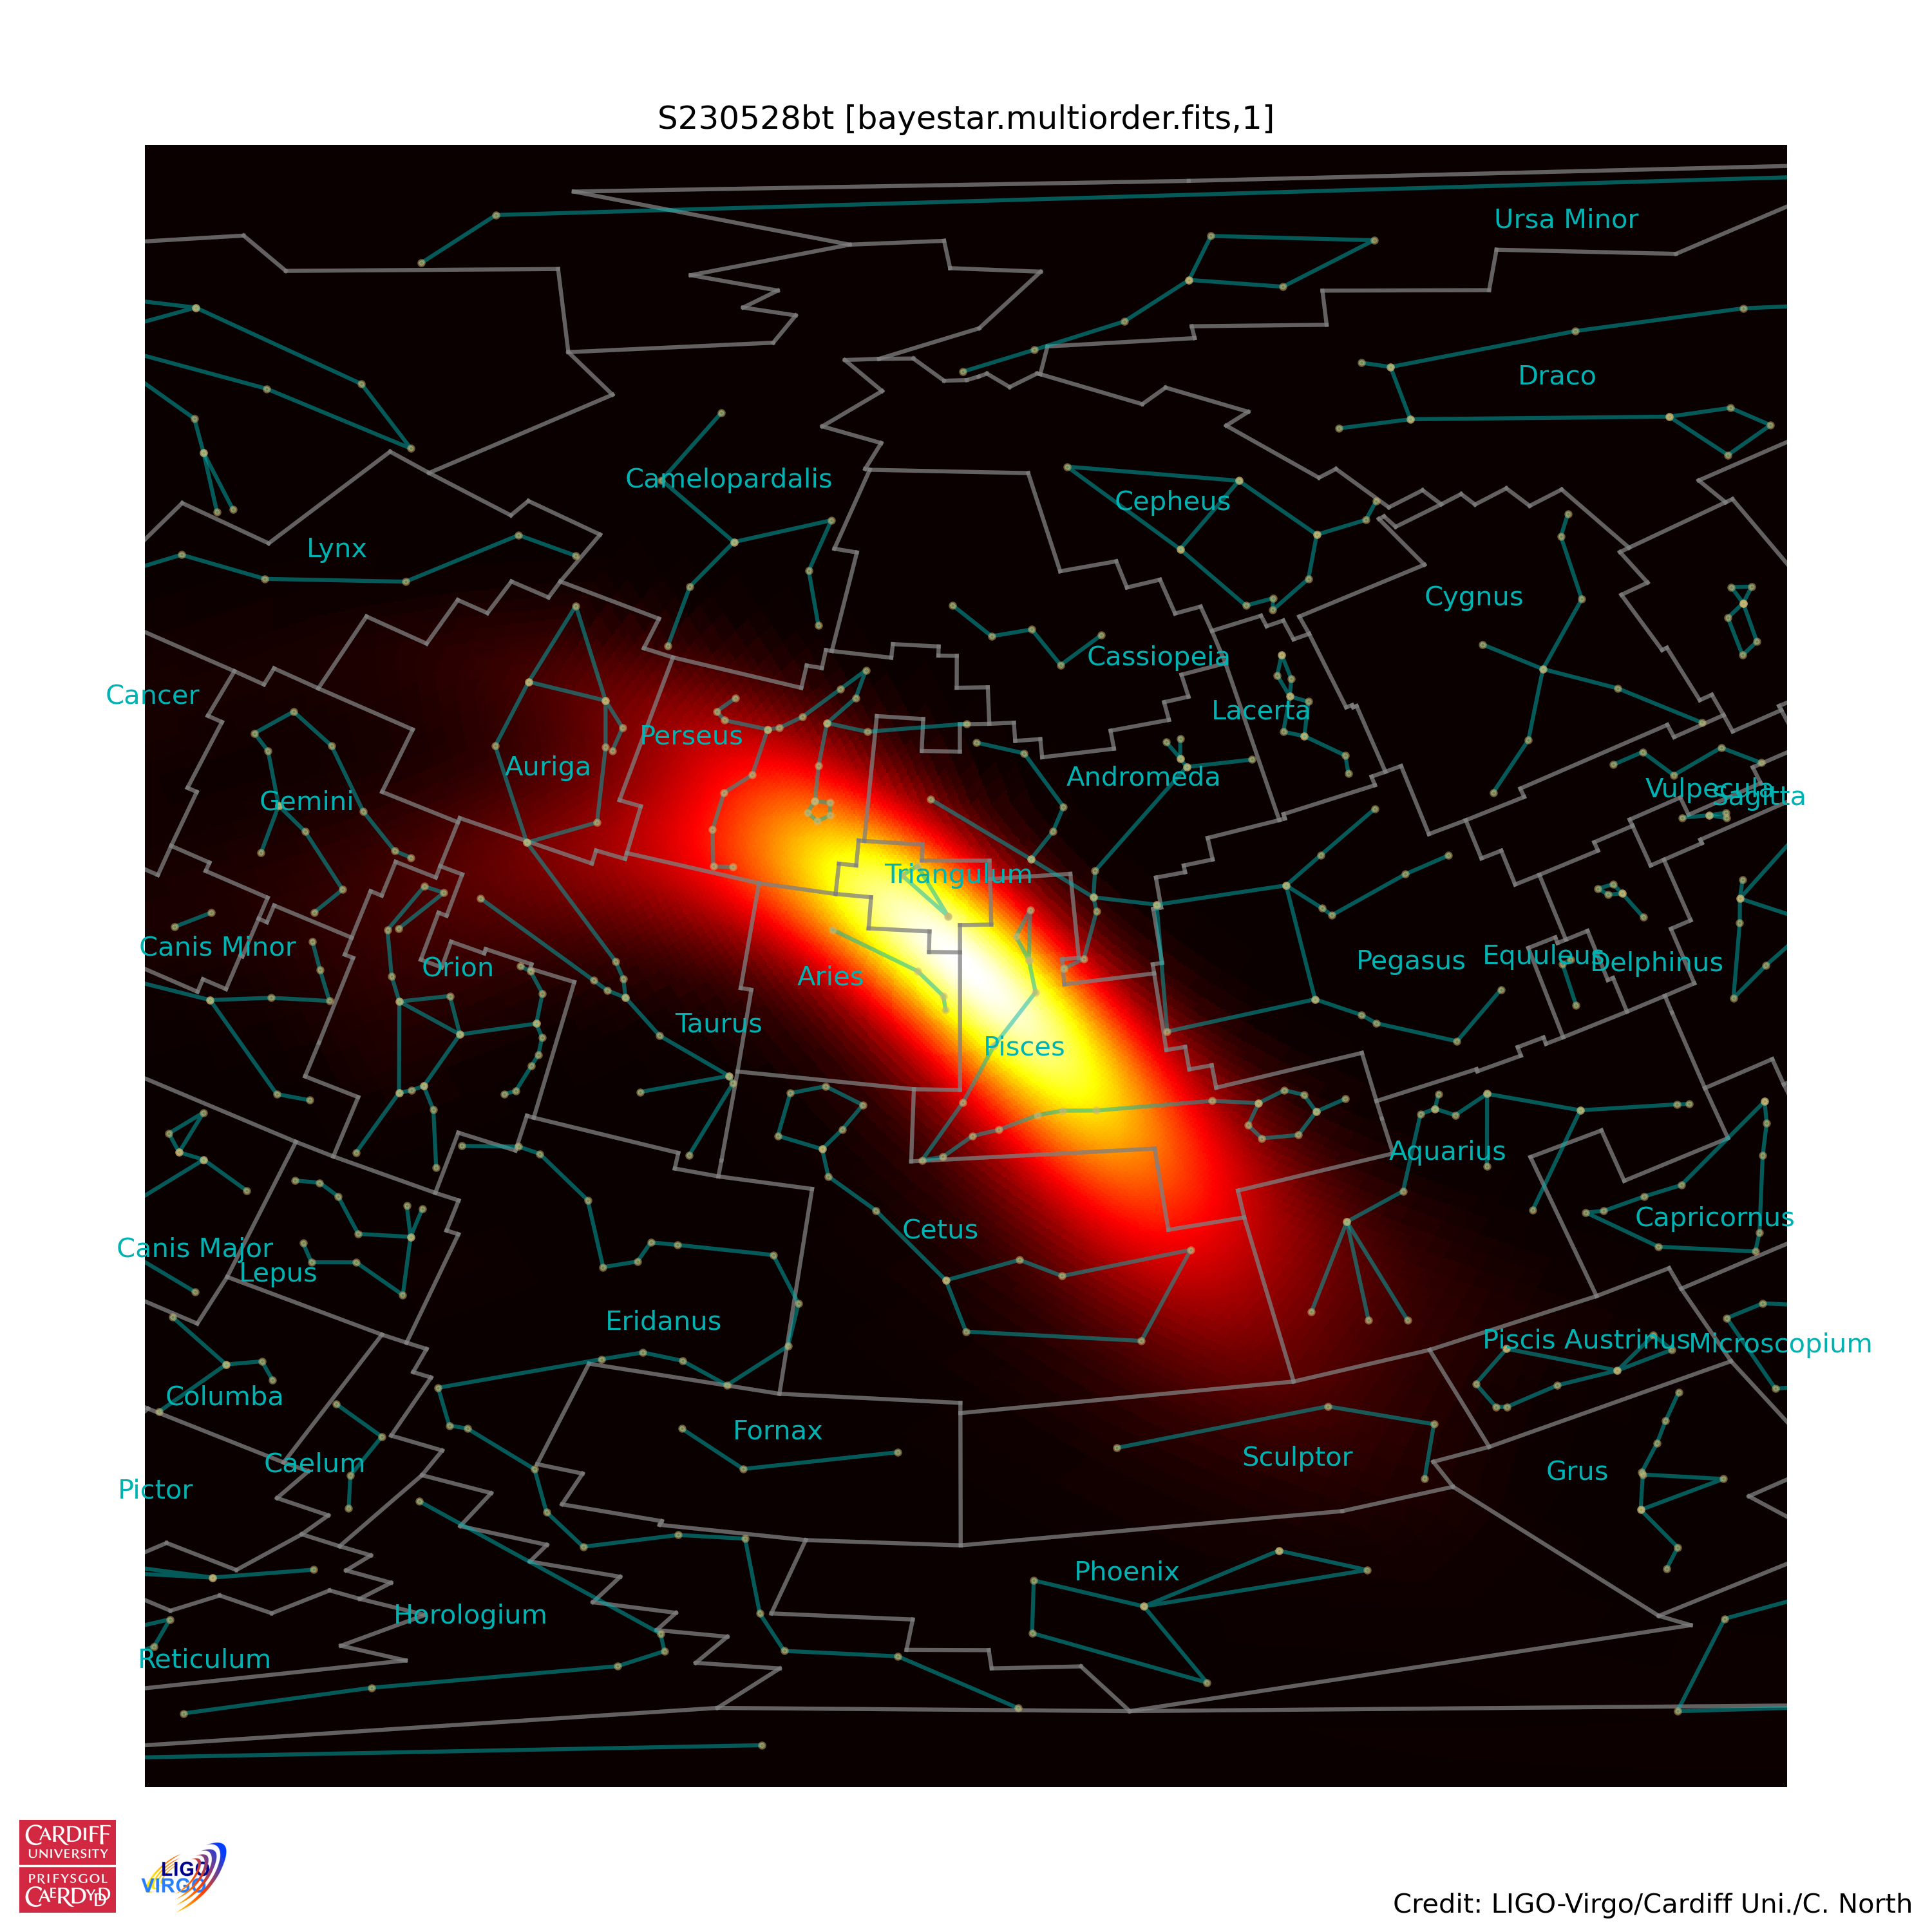 S230528bt [bayestar.multiorder.fits,1]
Ursa Minor
Draco
Camelopardalis
Cepheus
Lynx
Cygnus
Cassiopeia
Cancer
Lacerta
Perseus
Auriga
Andromeda
Vulpecula
Sagitta
Gemini
Triangulum
Canis Minor
Orion
Aries
Pegasus
Equuleus
Delphinus
Taurus
Pisces
Aquarius
Capricornus
Cetus
Canis Major
Lepus
Eridanus
Piscis Austrinus
Microscopium
Columba
Fornax
Sculptor
Caelum
Grus
Pictor
Phoenix
Horologium
Reticulum
CARDIFF
UNIVERSITY
PRIFYSGOL
CAERDYDD
LIGO
VIRGO
Credit: LIGO-Virgo/Cardiff Uni./C. North